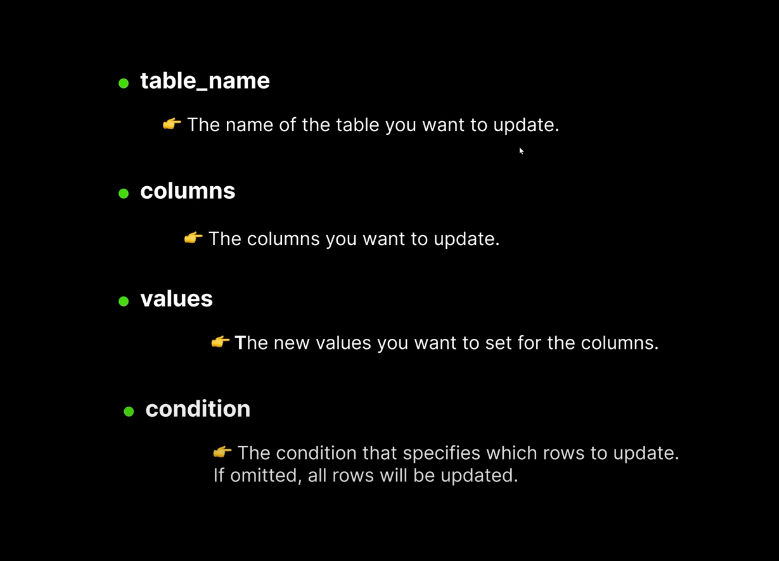 table_name
The name of the table you want to update.
columns
The columns you want to update.
values
The new values you want to set for the columns.
condition
The condition that specifies which rows to update.
If omitted, all rows will be updated.